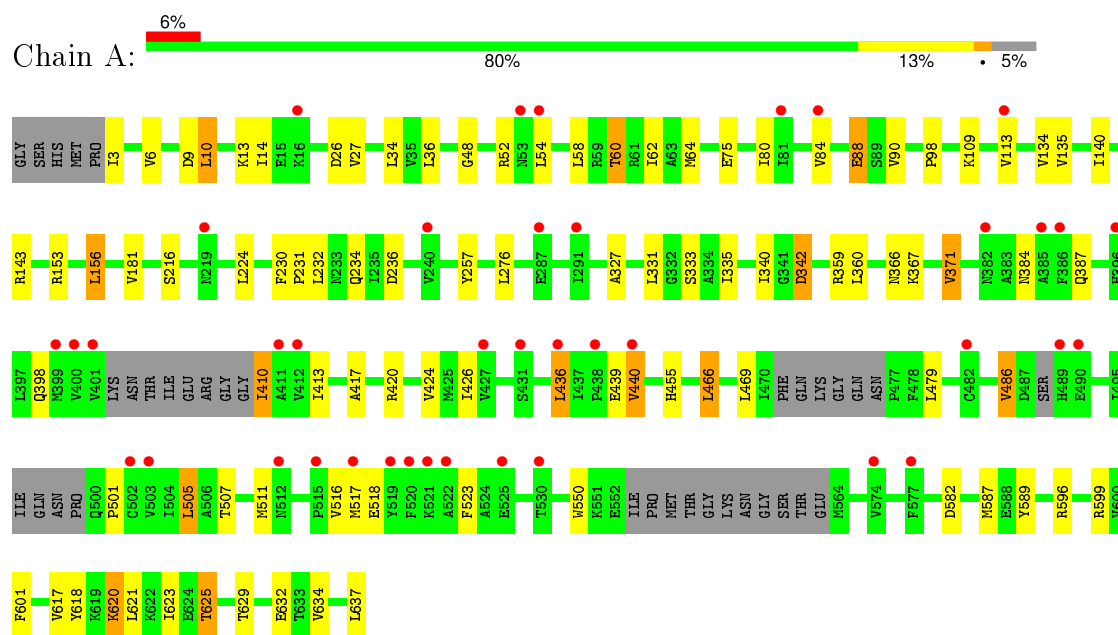 6%
Chain A:
80% 13% • 5%
GLY SER HIS MET PRO I3 V6 D9 L10 K13 I14 E15 K16 D26 V27 L34 V35 L36 G48 R52 N53 L54 L58 R59 T60 R61 I62 A63 M64 E75 I80 I81 V84 E88 S89 V90 P98 K109 V113 V134 V135 I140
R143 R153 L156 V181 S216 N219 L224 F230 P231 L232 N233 Q234 I235 D236 V240 Y257 L276 E287 I291 A327 L331 G332 S333 A334 I335 I340 G341 D342 R359 L360 N366 K367 V371 N382 A383 N384 A385 F386 Q387
L397 Q398 M399 V400 V401 LYS ASN THR ILE GLU ARG GLY GLY I410 A411 V412 I413 A417 R420 V424 M425 I426 V427 S431 L436 I437 P438 E439 V440 H455 L466 L469 I470 PHE GLN LYS GLY GLN ASN P477 F478 L479 C482 V486 D487 SER H489 E490
ILE GLN ASN PRO Q500 P501 C502 V503 I504 L505 A506 T507 M511 N512 P515 V516 M517 E518 Y519 F520 K521 A522 F523 A524 E525 T530 W550 K551 E552 ILE PRO MET THR GLY LYS ASN GLY SER THR GLU M564 V574 F577 D582 M587 E588 Y589 R596 R599
F601 V617 Y618 K619 K620 L621 K622 I623 E624 T625 T629 E632 T633 V634 L637